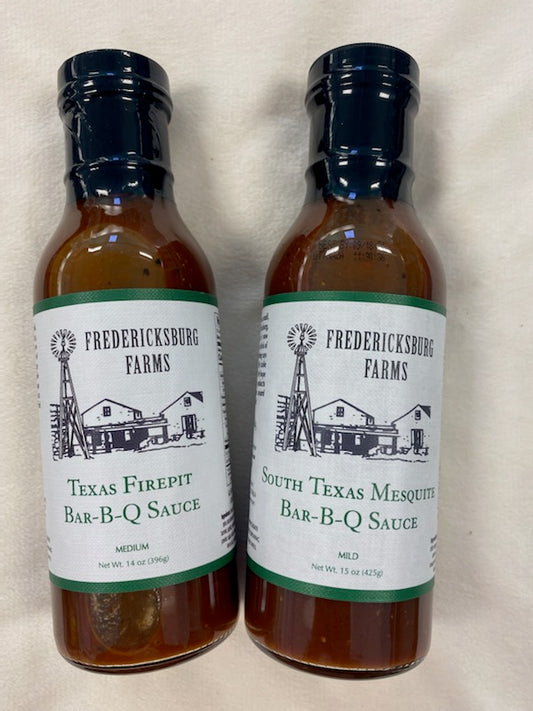 FREDERICKSBURG
FARMS
TEXAS FIREPIT
BAR-B-Q SAUCE
MEDIUM
Net Wt. 14 oz (396g)
FREDERICKSBURG
FARMS
SOUTH TEXAS MESQUITE
BAR-B-Q SAUCE
MILD
Net Wt. 15 oz (425g)